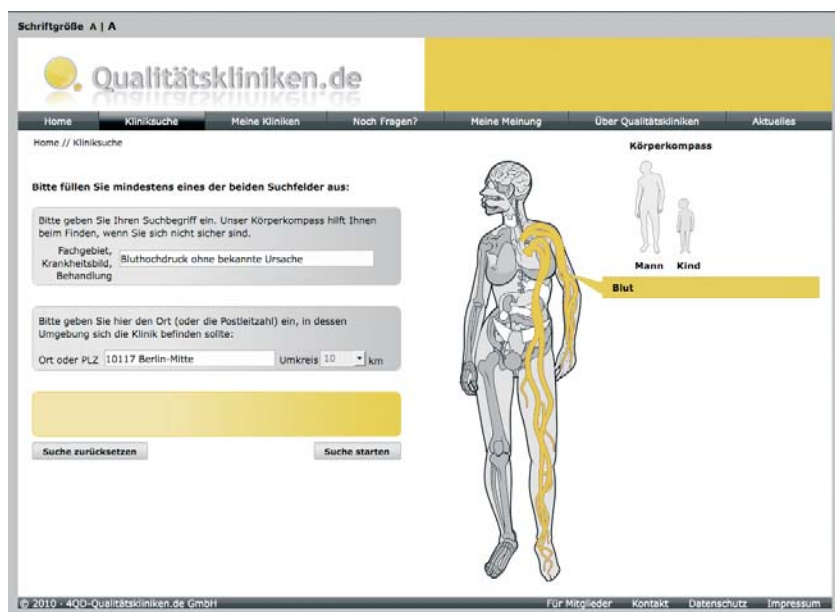 Schriftgröße A | A
Qualitätskliniken.de
Home Kliniksuche Meine Kliniken Noch Fragen? Meine Meinung Über Qualitätskliniken Aktuelles
Home // Kliniksuche
Bitte füllen Sie mindestens eines der beiden Suchfelder aus:
Bitte geben Sie Ihren Suchbegriff ein. Unser Körperkompass hilft Ihnen
beim Finden, wenn Sie sich nicht sicher sind.
Fachgebiet,
Krankheitsbild,
Behandlung
Bluthochdruck ohne bekannte Ursache
Bitte geben Sie hier den Ort (oder die Postleitzahl) ein, in dessen
Umgebung sich die Klinik befinden sollte:
Ort oder PLZ 10117 Berlin-Mitte Umkreis 10 km
Suche zurücksetzen Suche starten
Körperkompass
Mann Kind
Blut
© 2010 · 4QD-Qualitätskliniken.de GmbH Für Mitglieder Kontakt Datenschutz Impressum